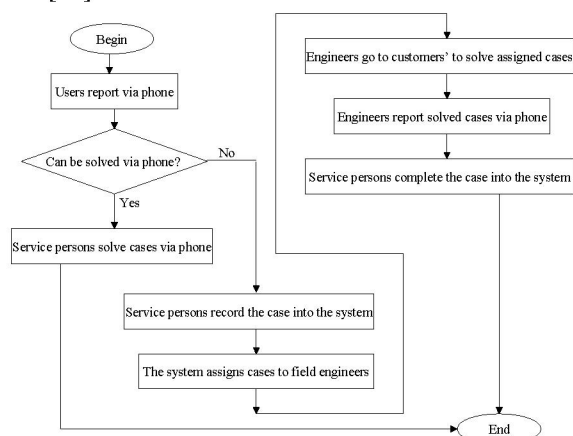 Begin
Users report via phone
Can be solved via phone?
No
Yes
Service persons solve cases via phone
Service persons record the case into the system
The system assigns cases to field engineers
Engineers go to customers’ to solve assigned cases
Engineers report solved cases via phone
Service persons complete the case into the system
End